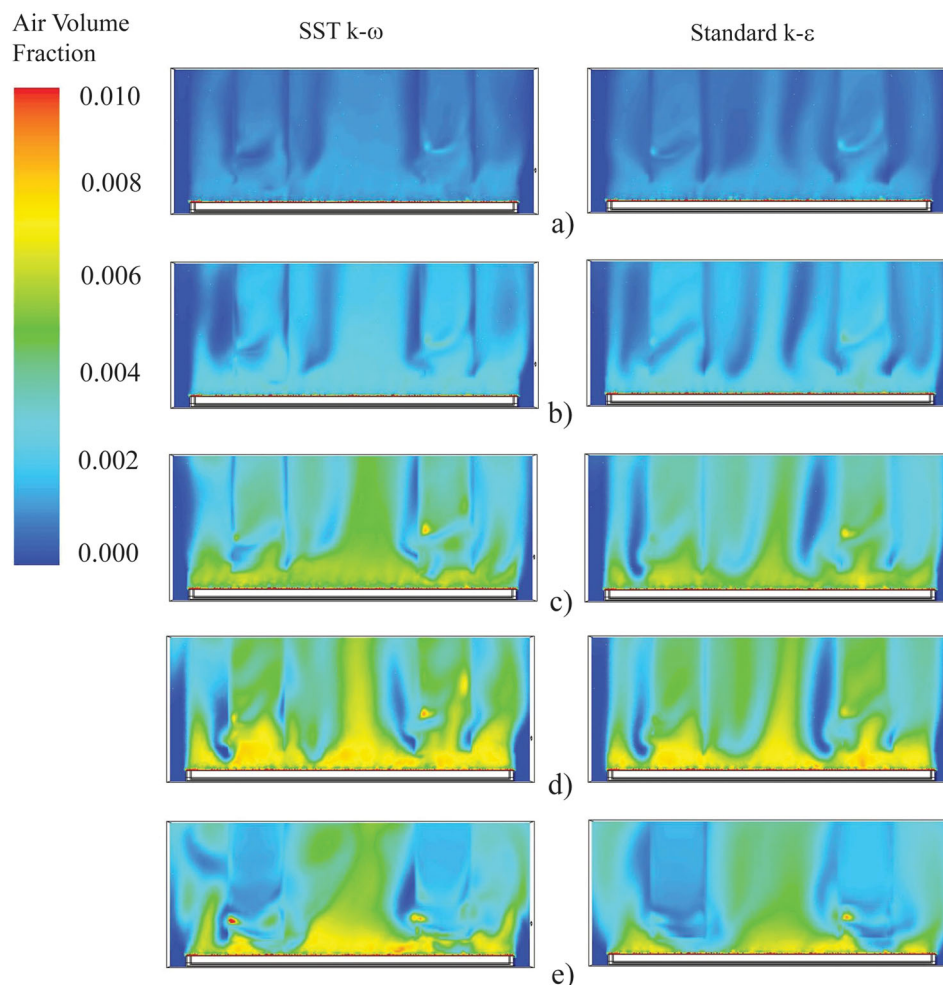 Air Volume
Fraction
SST k-ω
Standard k-ε
0.010
0.008
0.006
0.004
0.002
0.000
a)
b)
c)
d)
e)